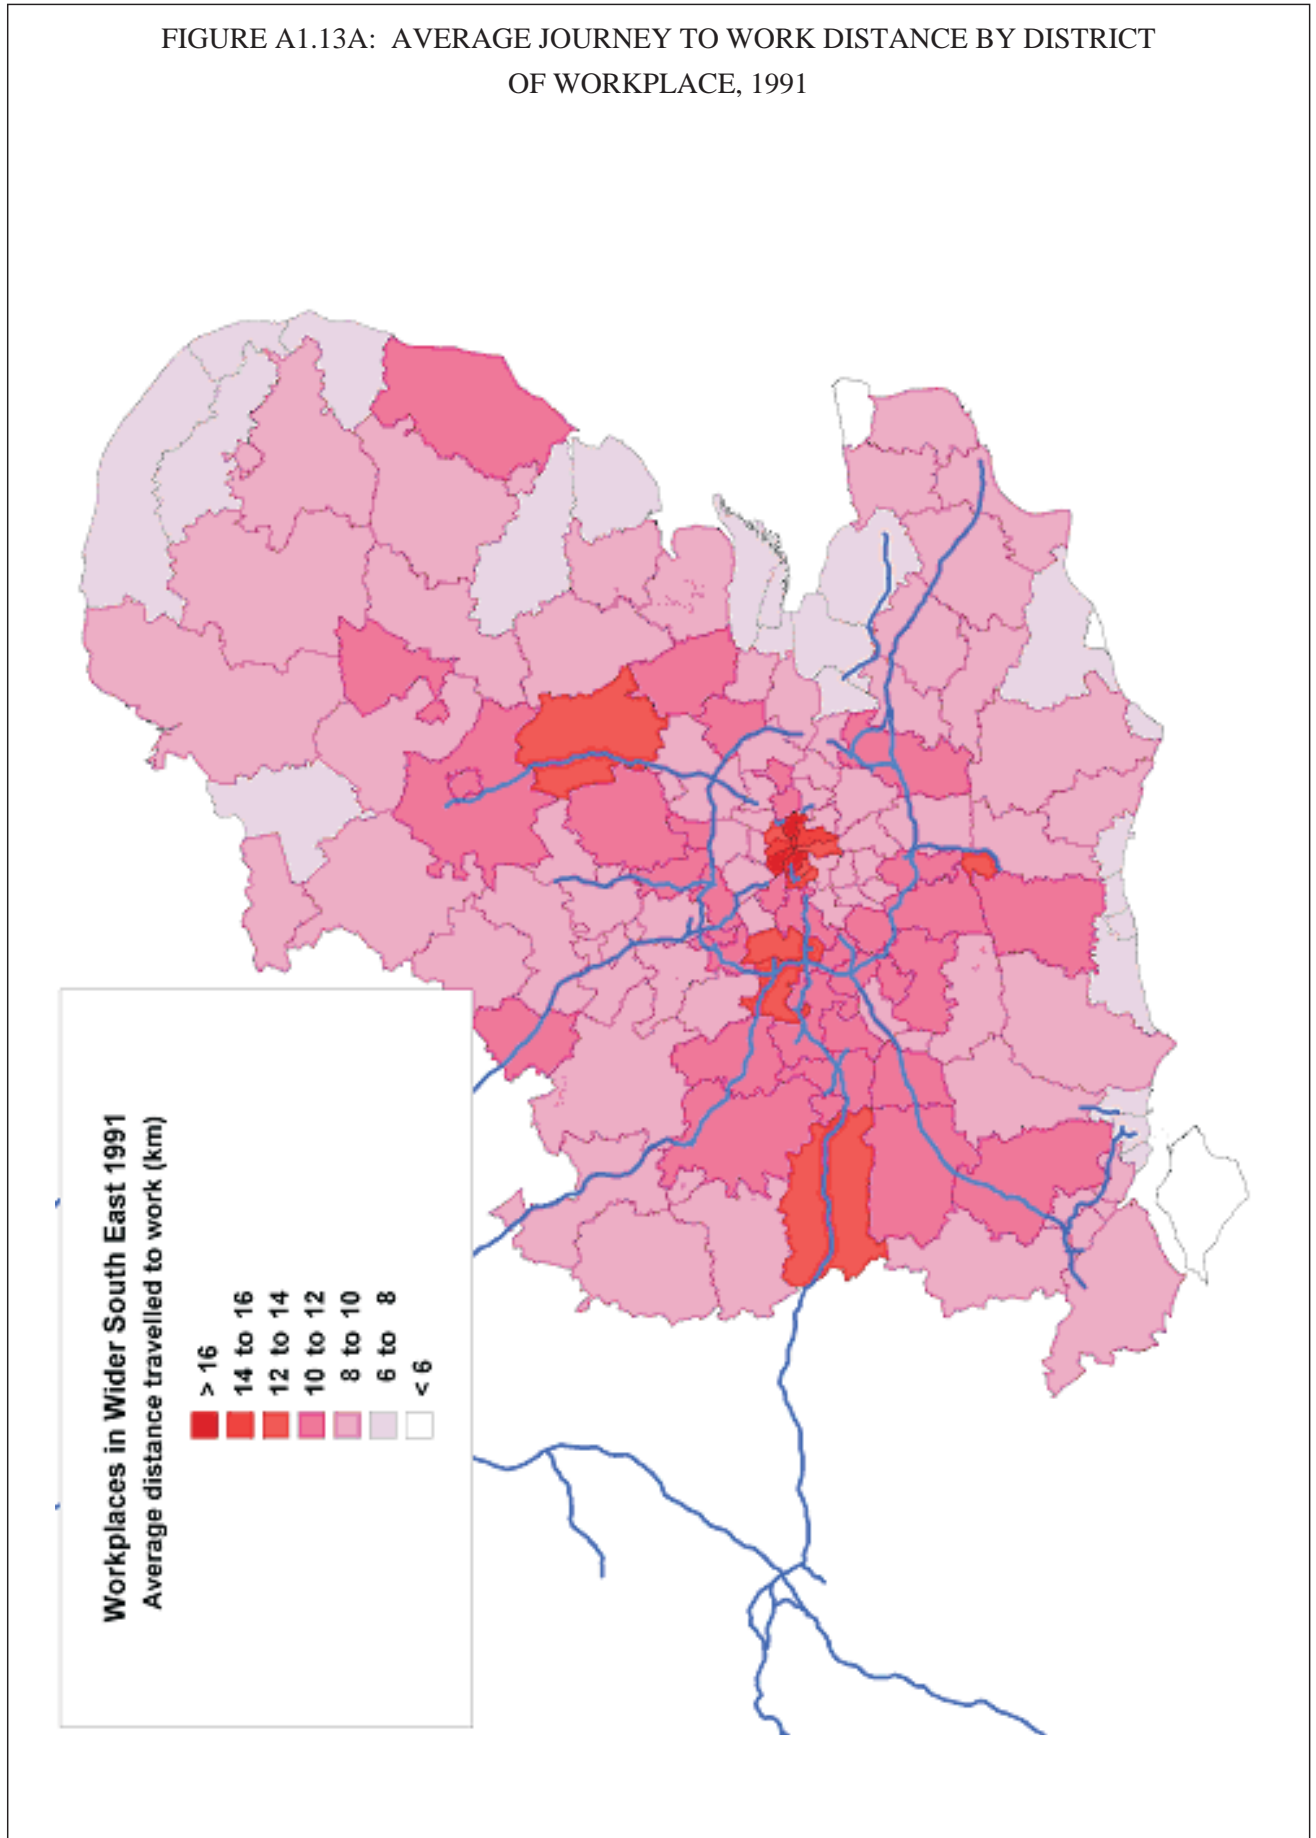 FIGURE A1.13A: AVERAGE JOURNEY TO WORK DISTANCE BY DISTRICT
OF WORKPLACE, 1991
Workplaces in Wider South East 1991
Average distance travelled to work (km)
> 16
14 to 16
12 to 14
10 to 12
8 to 10
6 to 8
< 6